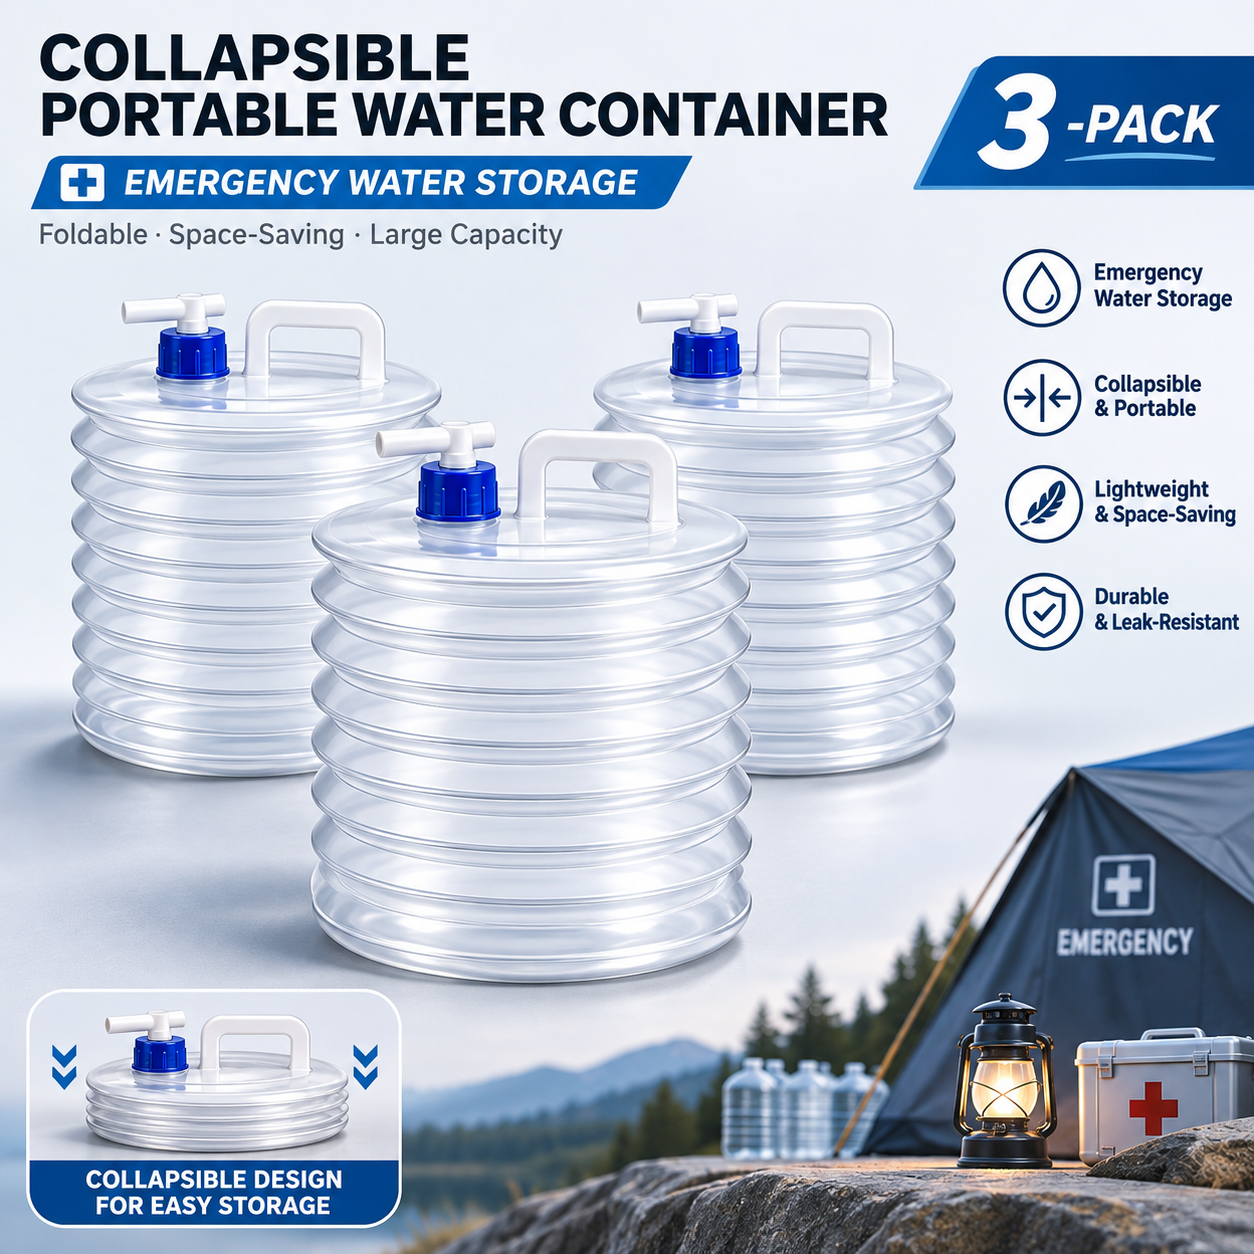 COLLAPSIBLE
PORTABLE WATER CONTAINER
EMERGENCY WATER STORAGE
Foldable · Space-Saving · Large Capacity
3-PACK
Emergency
Water Storage
Collapsible
& Portable
Lightweight
& Space-Saving
Durable
& Leak-Resistant
EMERGENCY
COLLAPSIBLE DESIGN
FOR EASY STORAGE